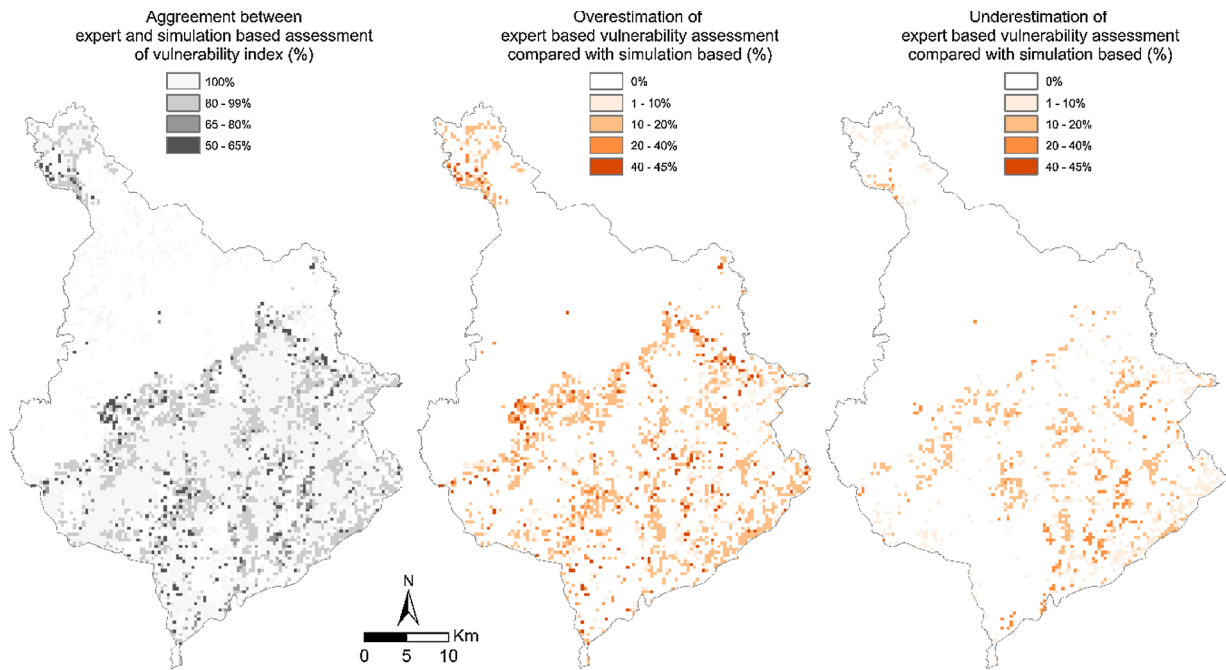 Aggreement between
expert and simulation based assessment
of vulnerability index (%)
100%
80 - 99%
65 - 80%
50 - 65%
Overestimation of
expert based vulnerability assessment
compared with simulation based (%)
0%
1 - 10%
10 - 20%
20 - 40%
40 - 45%
Underestimation of
expert based vulnerability assessment
compared with simulation based (%)
0%
1 - 10%
10 - 20%
20 - 40%
40 - 45%
N
Km
0 5 10